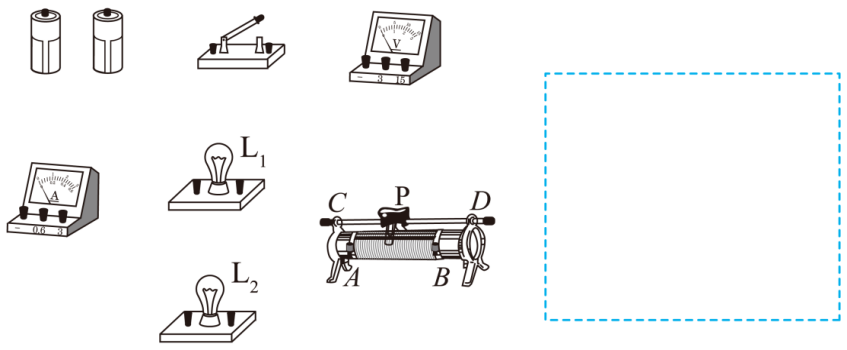 V
− 3 15
A
− 0.6 3
L₁
L₂
C P D
A B